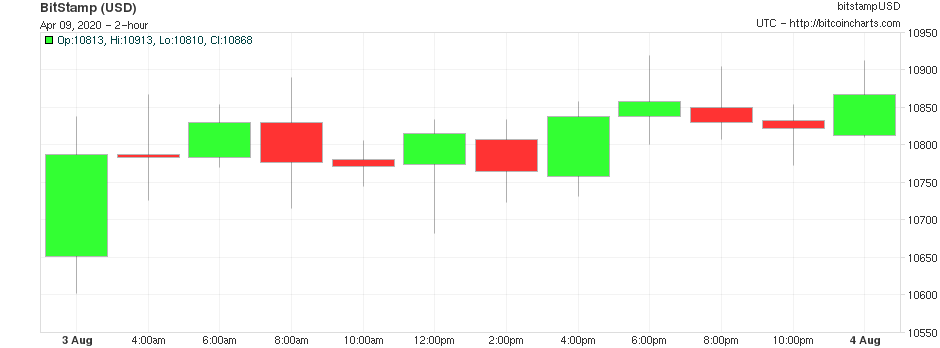 BitStamp (USD)
bitstampUSD
Apr 09, 2020 - 2-hour
UTC - http://bitcoincharts.com
Op:10813, Hi:10913, Lo:10810, Cl:10868
10950
10900
10850
10800
10750
10700
10650
10600
10550
3 Aug
4:00am
6:00am
8:00am
10:00am
12:00pm
2:00pm
4:00pm
6:00pm
8:00pm
10:00pm
4 Aug